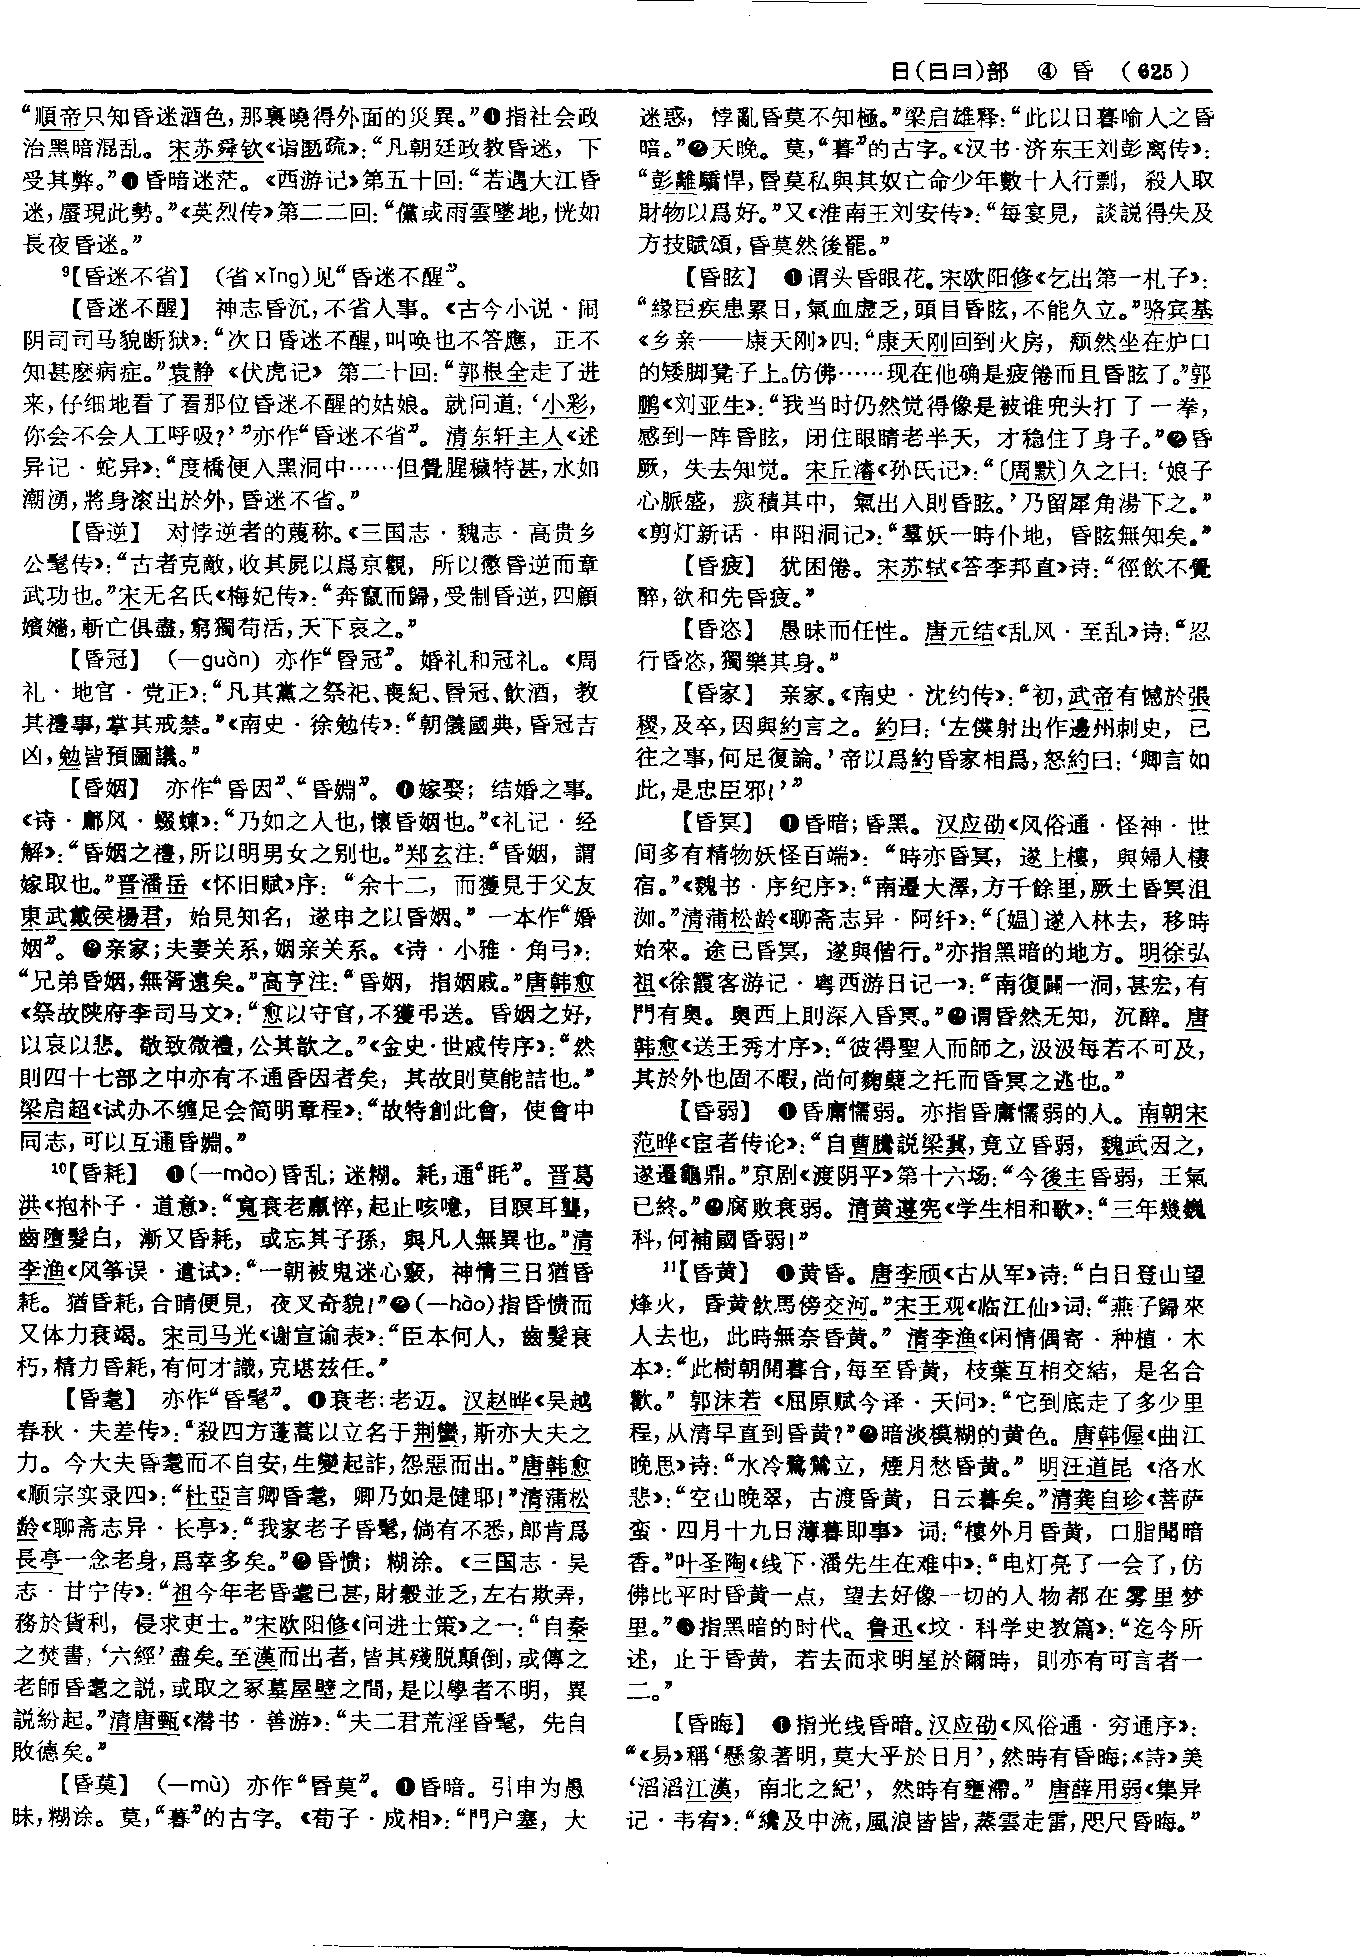 日(日曰)部　④ 昏　(625)
“順帝只知昏迷酒色，那裏曉得外面的災異。”❶指社会政
治黑暗混乱。宋苏舜钦《诣匦疏》：“凡朝廷政教昏迷，下
受其弊。”❶昏暗迷茫。《西游记》第五十回：“若遇大江昏
迷，蜃現此勢。”《英烈传》第二二回：“儻或雨雲墜地，恍如
長夜昏迷。”
⁹【昏迷不省】（省 xǐng)见“昏迷不醒”。
【昏迷不醒】　神志昏沉，不省人事。《古今小说·闹
阴司司马貌断狱》：“次日昏迷不醒，叫唤也不答應，正不
知甚麽病症。”袁静《伏虎记》第二十回：“郭根全走了进
来，仔细地看了看那位昏迷不醒的姑娘。就问道：‘小彩，
你会不会人工呼吸？’”亦作“昏迷不省”。清东轩主人《述
异记·蛇异》：“度橋便入黑洞中……但覺腥穢特甚，水如
潮湧，將身滚出於外，昏迷不省。”
【昏逆】　对悖逆者的蔑称。《三国志·魏志·高贵乡
公髦传》：“古者克敵，收其屍以爲京觀，所以懲昏逆而章
武功也。”宋无名氏《梅妃传》：“奔竄而歸，受制昏逆，四顧
嬪嬙，斬亡俱盡，窮獨苟活，天下哀之。”
【昏冠】　(—guàn) 亦作“昬冠”。婚礼和冠礼。《周
礼·地官·党正》：“凡其黨之祭祀、喪紀、昬冠、飲酒，教
其禮事，掌其戒禁。”《南史·徐勉传》：“朝儀國典，昏冠吉
凶，勉皆預圖議。”
【昏姻】　亦作“昏因”、“昏婣”。❶嫁娶；结婚之事。
《诗·鄘风·蝃蝀》：“乃如之人也，懷昏姻也。”《礼记·经
解》：“昏姻之禮，所以明男女之别也。”郑玄注：“昏姻，謂
嫁取也。”晋潘岳《怀旧赋》序：“余十二，而獲見于父友
東武戴侯楊君，始見知名，遂申之以昏姻。”一本作“婚
姻”。❷亲家；夫妻关系，姻亲关系。《诗·小雅·角弓》：
“兄弟昏姻，無胥遠矣。”高亨注：“昏姻，指姻戚。”唐韩愈
《祭故陕府李司马文》：“愈以守官，不獲弔送。昏姻之好，
以哀以悲。敬致微禮，公其歆之。”《金史·世戚传序》：“然
則四十七部之中亦有不通昏因者矣，其故則莫能詰也。”
梁启超《试办不缠足会简明章程》：“故特創此會，使會中
同志，可以互通昏婣。”
¹⁰【昏耗】　❶(—mào)昏乱；迷糊。耗，通“眊”。晋葛
洪《抱朴子·道意》：“寬衰老羸悴，起止咳噫，目瞑耳聾，
齒墮髮白，漸又昏耗，或忘其子孫，與凡人無異也。”清
李渔《风筝误·遣试》：“一朝被鬼迷心竅，神情三日猶昏
耗。猶昏耗，合睛便見，夜叉奇貌！”❷(—hào)指昏愦而
又体力衰竭。宋司马光《谢宣谕表》：“臣本何人，齒髮衰
朽，精力昏耗，有何才識，克堪兹任。”
【昏耄】　亦作“昏髦”。❶衰老；老迈。汉赵晔《吴越
春秋·夫差传》：“殺四方蓬蒿以立名于荆蠻，斯亦大夫之
力。今大夫昏耄而不自安，生變起詐，怨惡而出。”唐韩愈
《顺宗实录四》：“杜亞言卿昏耄，卿乃如是健耶！”清蒲松
龄《聊斋志异·长亭》：“我家老子昏髦，倘有不悉，郎肯爲
長亭一念老身，爲幸多矣。”❷昏愦；糊涂。《三国志·吴
志·甘宁传》：“祖今年老昏耄已甚，財穀並乏，左右欺弄，
務於貨利，侵求吏士。”宋欧阳修《问进士策》之一：“自秦
之焚書，‘六經’盡矣。至漢而出者，皆其殘脱顛倒，或傳之
老師昏耄之説，或取之冢墓屋壁之間，是以學者不明，異
説紛起。”清唐甄《潜书·善游》：“夫二君荒淫昏髦，先自
敗德矣。”
【昏莫】　(—mù) 亦作“昬莫”。❶昏暗。引申为愚
昧，糊涂。莫，“暮”的古字。《荀子·成相》：“門户塞，大
迷惑，悖亂昏莫不知極。”梁启雄释：“此以日暮喻人之昏
暗。”❷天晚。莫，“暮”的古字。《汉书·济东王刘彭离传》：
“彭離驕悍，昏莫私與其奴亡命少年數十人行剽，殺人取
財物以爲好。”又《淮南王刘安传》：“每宴見，談説得失及
方技賦頌，昏莫然後罷。”
【昏眩】　❶谓头昏眼花。宋欧阳修《乞出第一札子》：
“緣臣疾患累日，氣血虚乏，頭目昏眩，不能久立。”骆宾基
《乡亲——康天刚》四：“康天刚回到火房，颓然坐在炉口
的矮脚凳子上。仿佛……现在他确是疲倦而且昏眩了。”郭
鹏《刘亚生》：“我当时仍然觉得像是被谁兜头打了一拳，
感到一阵昏眩，闭住眼睛老半天，才稳住了身子。”❷昏
厥，失去知觉。宋丘濬《孙氏记》：“〔周默〕久之曰：‘娘子
心脈盛，痰積其中，氣出入則昏眩。’乃留犀角湯下之。”
《剪灯新话·申阳洞记》：“羣妖一時仆地，昏眩無知矣。”
【昏疲】　犹困倦。宋苏轼《答李邦直》诗：“徑飲不覺
醉，欲和先昏疲。”
【昏恣】　愚昧而任性。唐元结《乱风·至乱》诗：“忍
行昏恣，獨樂其身。”
【昏家】　亲家。《南史·沈约传》：“初，武帝有憾於張
稷，及卒，因與約言之。約曰：‘左僕射出作邊州刺史，已
往之事，何足復論。’帝以爲約昏家相爲，怒約曰：‘卿言如
此，是忠臣邪！’”
【昏冥】　❶昏暗；昏黑。汉应劭《风俗通·怪神·世
间多有精物妖怪百端》：“時亦昏冥，遂上樓，與婦人棲
宿。”《魏书·序纪序》：“南遷大澤，方千餘里，厥土昏冥沮
洳。”清蒲松龄《聊斋志异·阿纤》：“〔媪〕遂入林去，移時
始來。途已昏冥，遂與偕行。”亦指黑暗的地方。明徐弘
祖《徐霞客游记·粤西游日记一》：“南復闢一洞，甚宏，有
門有奥。奥西上則深入昏冥。”❷谓昏然无知，沉醉。唐
韩愈《送王秀才序》：“彼得聖人而師之，汲汲每若不可及，
其於外也固不暇，尚何麴糵之托而昏冥之逃也。”
【昏弱】　❶昏庸懦弱。亦指昏庸懦弱的人。南朝宋
范晔《宦者传论》：“自曹騰説梁冀，竟立昏弱，魏武因之，
遂遷龜鼎。”京剧《渡阴平》第十六场：“今後主昏弱，王氣
已終。”❷腐败衰弱。清黄遵宪《学生相和歌》：“三年幾巍
科，何補國昏弱！”
¹¹【昏黄】　❶黄昏。唐李颀《古从军》诗：“白日登山望
烽火，昏黄飲馬傍交河。”宋王观《临江仙》词：“燕子歸來
人去也，此時無奈昏黄。”清李渔《闲情偶寄·种植·木
本》：“此樹朝開暮合，每至昏黄，枝葉互相交結，是名合
歡。”郭沫若《屈原赋今译·天问》：“它到底走了多少里
程，从清早直到昏黄？”❷暗淡模糊的黄色。唐韩偓《曲江
晚思》诗：“水冷鷺鷥立，煙月愁昏黄。”明汪道昆《洛水
悲》：“空山晚翠，古渡昏黄，日云暮矣。”清龚自珍《菩萨
蛮·四月十九日薄暮即事》词：“樓外月昏黄，口脂聞暗
香。”叶圣陶《线下·潘先生在难中》：“电灯亮了一会了，仿
佛比平时昏黄一点，望去好像一切的人物都在雾里梦
里。”❸指黑暗的时代。鲁迅《坟·科学史教篇》：“迄今所
述，止于昏黄，若去而求明星於爾時，則亦有可言者一
二。”
【昏晦】　❶指光线昏暗。汉应劭《风俗通·穷通序》：
“《易》稱‘懸象著明，莫大乎於日月’，然時有昏晦；《詩》美
‘滔滔江漢，南北之紀’，然時有壅滯。”唐薛用弱《集异
记·韦宥》：“纔及中流，風浪皆皆，蒸雲走雷，咫尺昏晦。”